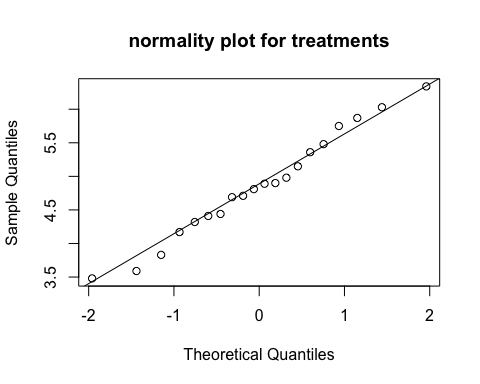 normality plot for treatments
Sample Quantiles
5.5
4.5
3.5
-2 -1 0 1 2
Theoretical Quantiles